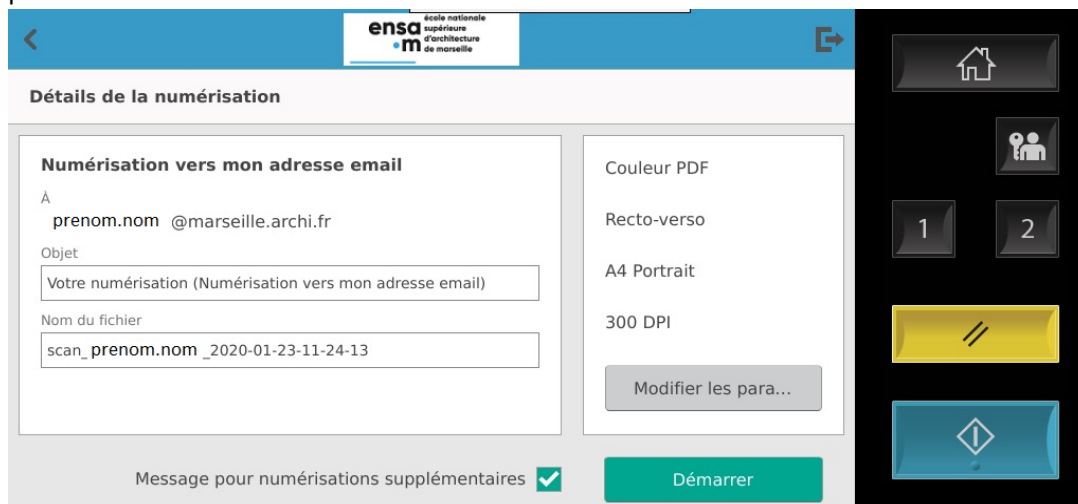 école nationale
ensa supérieure
d'architecture
•m de marseille
Détails de la numérisation
Numérisation vers mon adresse email
À
prenom.nom @marseille.archi.fr
Objet
Votre numérisation (Numérisation vers mon adresse email)
Nom du fichier
scan_ prenom.nom _2020-01-23-11-24-13
Couleur PDF
Recto-verso
A4 Portrait
300 DPI
Modifier les para...
Message pour numérisations supplémentaires
Démarrer
1 2